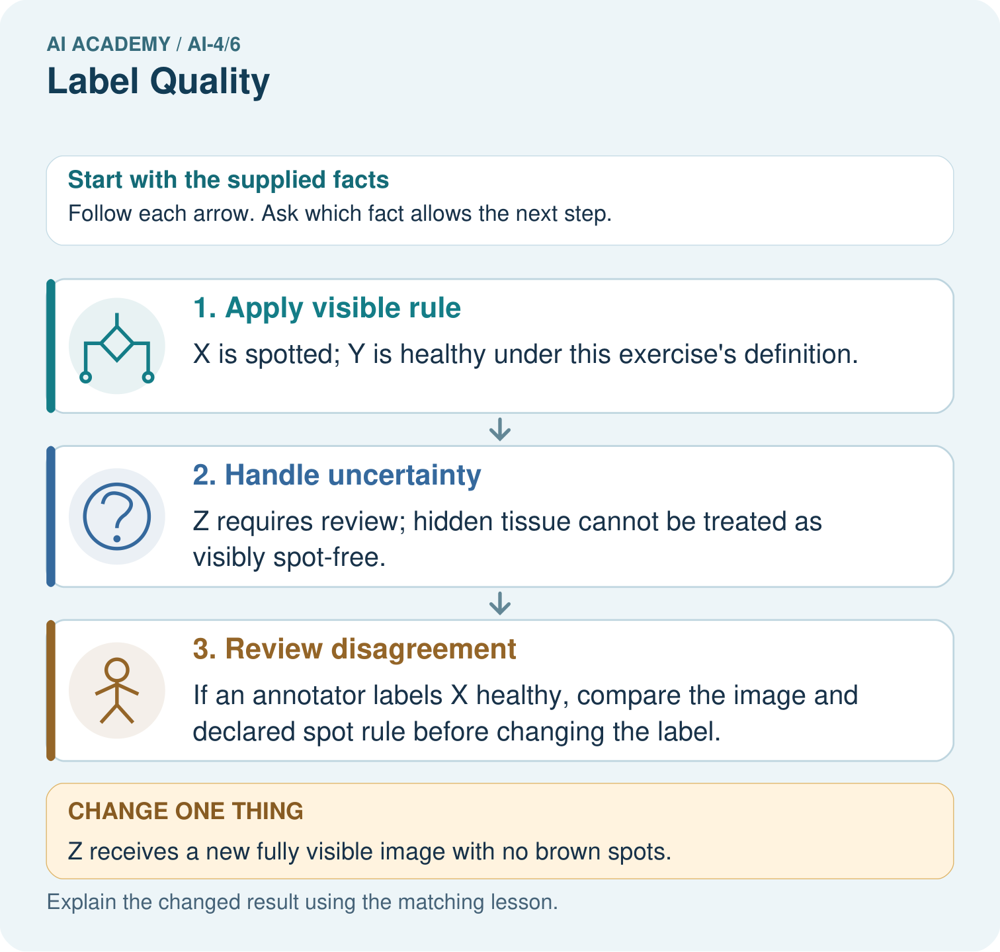 AI ACADEMY / AI-4/6
Label Quality
Start with the supplied facts
Follow each arrow. Ask which fact allows the next step.
1. Apply visible rule
X is spotted; Y is healthy under this exercise's definition.
2. Handle uncertainty
Z requires review; hidden tissue cannot be treated as
visibly spot-free.
3. Review disagreement
If an annotator labels X healthy, compare the image and
declared spot rule before changing the label.
CHANGE ONE THING
Z receives a new fully visible image with no brown spots.
Explain the changed result using the matching lesson.